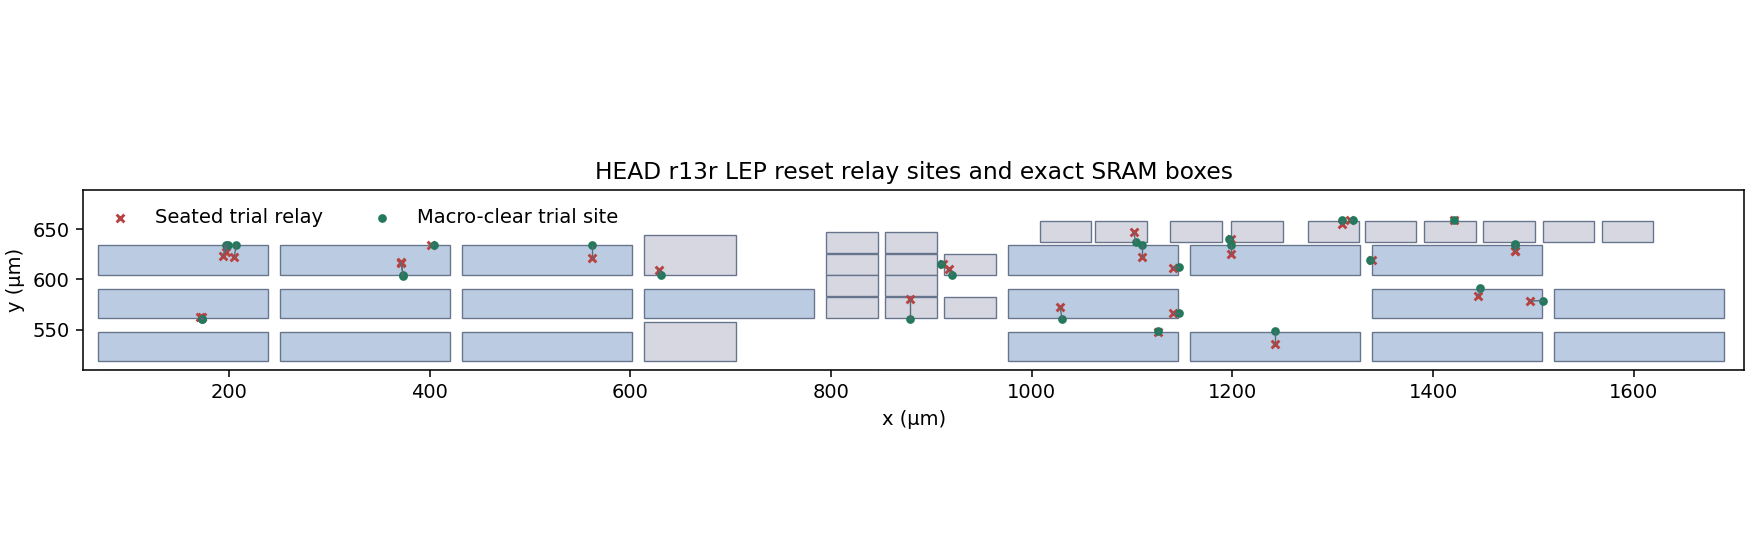 HEAD r13r LEP reset relay sites and exact SRAM boxes
Seated trial relay
Macro-clear trial site
650
600
550
y (μm)
200 400 600 800 1000 1200 1400 1600
x (μm)